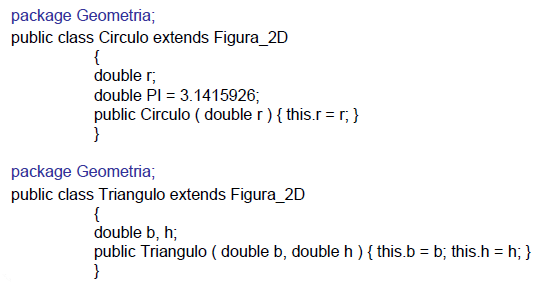 package Geometria;
public class Circulo extends Figura_2D
{
double r;
double PI = 3.1415926;
public Circulo ( double r ) { this.r = r; }
}
package Geometria;
public class Triangulo extends Figura_2D
{
double b, h;
public Triangulo ( double b, double h ) { this.b = b; this.h = h; }
}